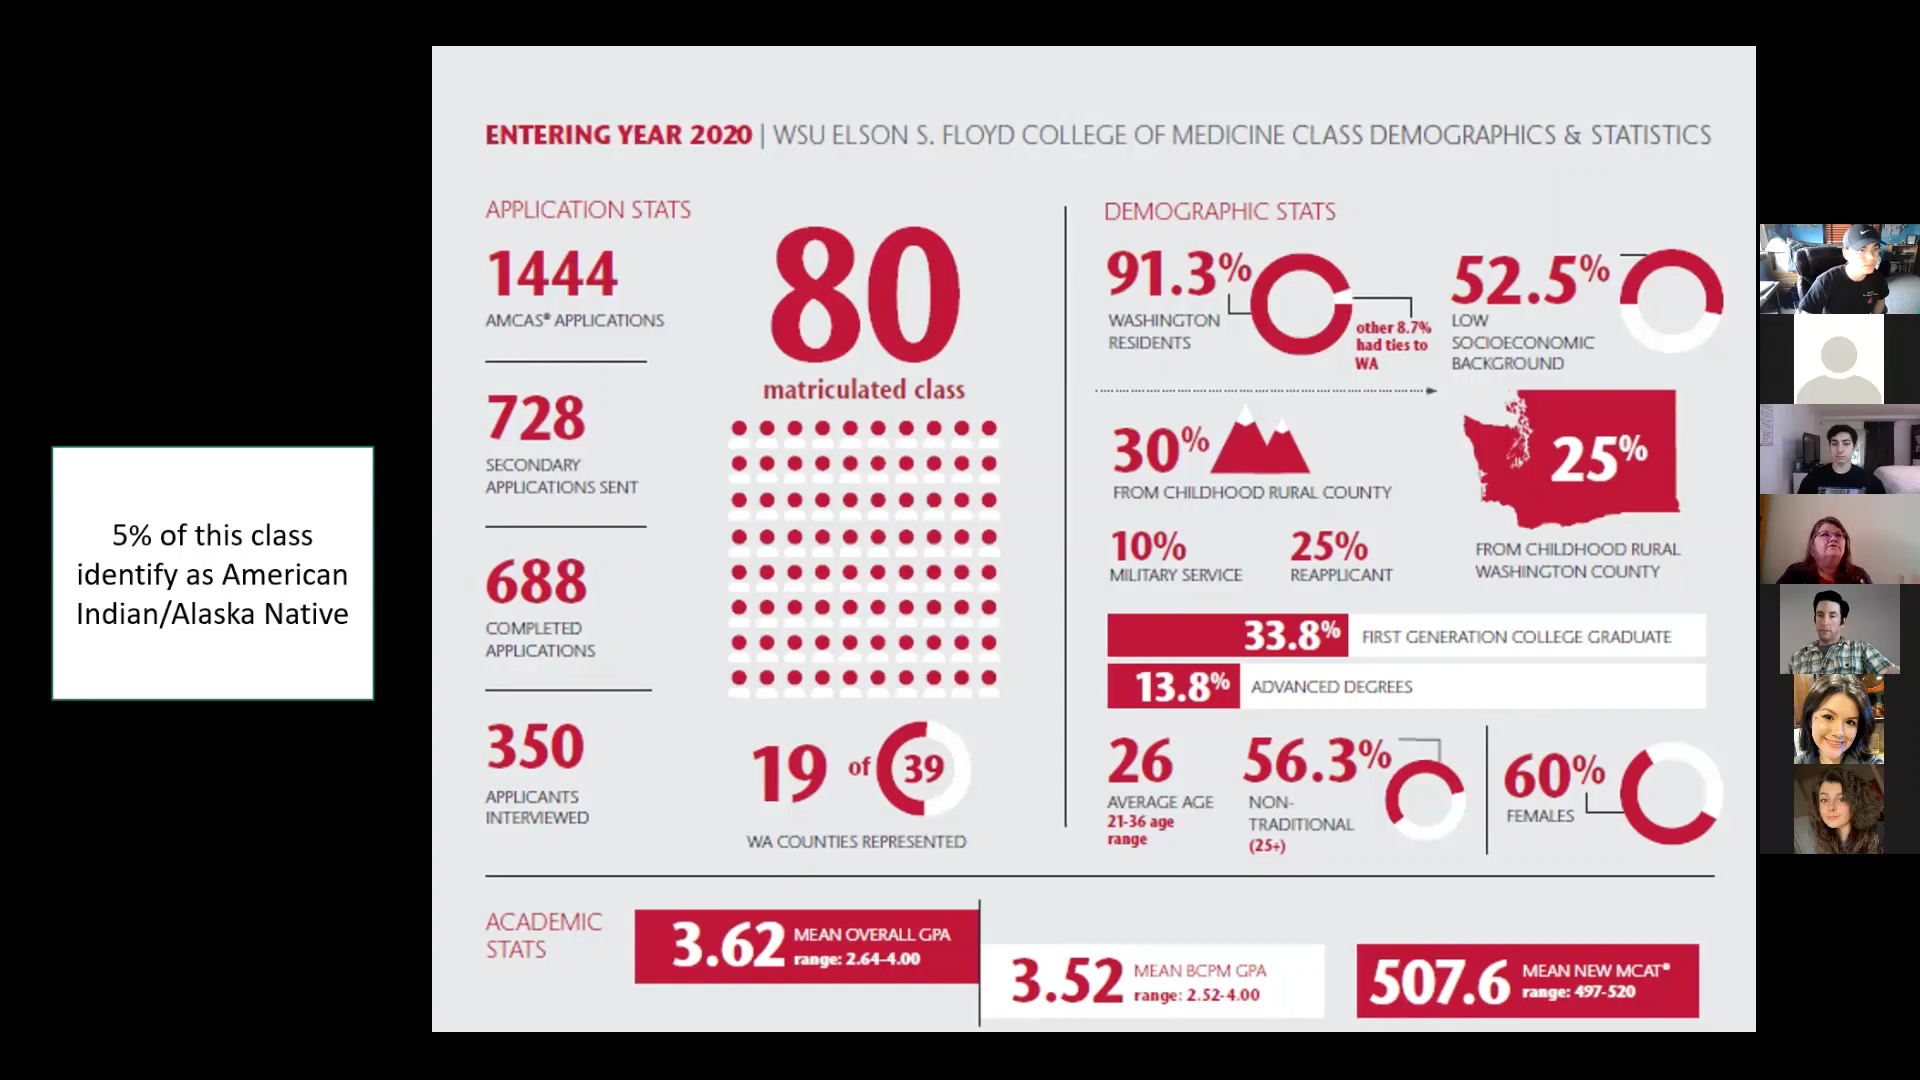 5% of this class
identify as American
Indian/Alaska Native
ENTERING YEAR 2020 | WSU ELSON S. FLOYD COLLEGE OF MEDICINE CLASS DEMOGRAPHICS & STATISTICS
APPLICATION STATS
1444
AMCAS® APPLICATIONS
728
SECONDARY
APPLICATIONS SENT
688
COMPLETED
APPLICATIONS
350
APPLICANTS
INTERVIEWED
80
matriculated class
19 of 39
WA COUNTIES REPRESENTED
DEMOGRAPHIC STATS
91.3%
WASHINGTON
RESIDENTS
other 8.7%
had ties to
WA
52.5%
LOW
SOCIOECONOMIC
BACKGROUND
30%
FROM CHILDHOOD RURAL COUNTY
25%
FROM CHILDHOOD RURAL
WASHINGTON COUNTY
10%
MILITARY SERVICE
25%
REAPPLICANT
33.8% FIRST GENERATION COLLEGE GRADUATE
13.8% ADVANCED DEGREES
26
AVERAGE AGE
21-36 age
range
56.3%
NON-
TRADITIONAL
(25+)
60%
FEMALES
ACADEMIC
STATS
3.62 MEAN OVERALL GPA
range: 2.64-4.00
3.52 MEAN BCPM GPA
range: 2.52-4.00
507.6 MEAN NEW MCAT®
range: 497-520